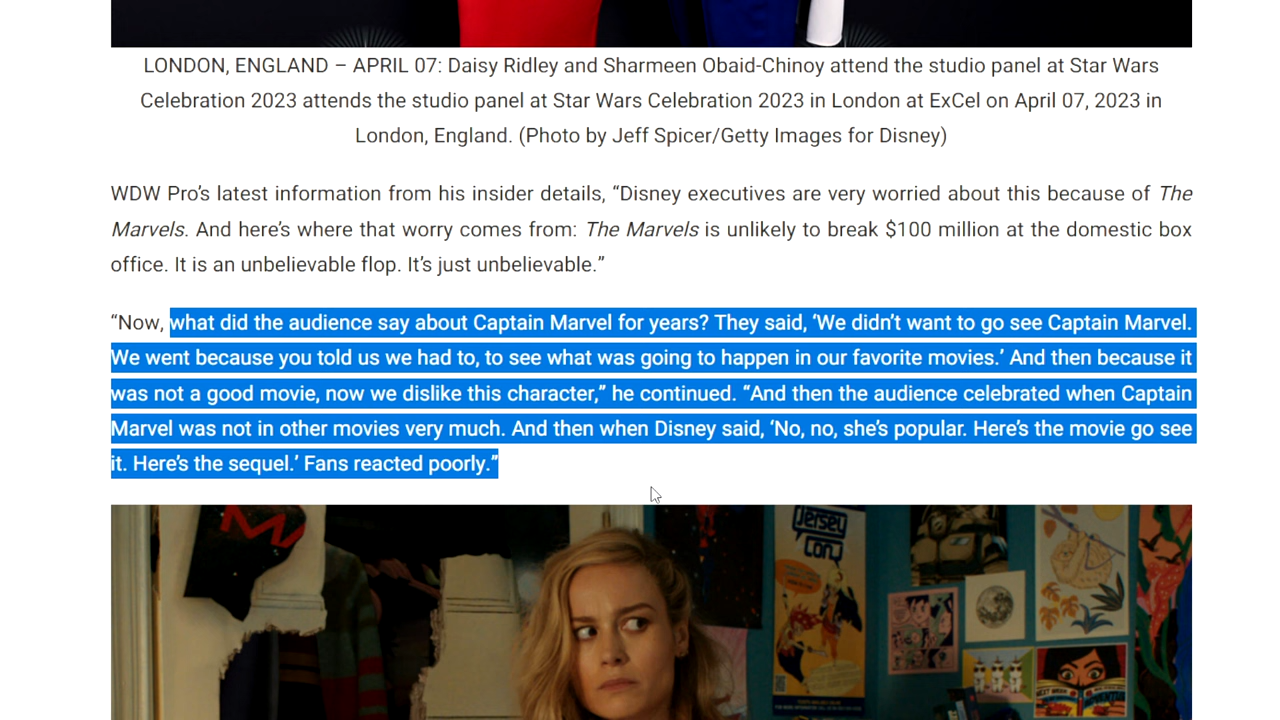 LONDON, ENGLAND – APRIL 07: Daisy Ridley and Sharmeen Obaid-Chinoy attend the studio panel at Star Wars
Celebration 2023 attends the studio panel at Star Wars Celebration 2023 in London at ExCel on April 07, 2023 in
London, England. (Photo by Jeff Spicer/Getty Images for Disney)
WDW Pro’s latest information from his insider details, “Disney executives are very worried about this because of The
Marvels. And here’s where that worry comes from: The Marvels is unlikely to break $100 million at the domestic box
office. It is an unbelievable flop. It’s just unbelievable.”
“Now, what did the audience say about Captain Marvel for years? They said, ‘We didn’t want to go see Captain Marvel.
We went because you told us we had to, to see what was going to happen in our favorite movies.’ And then because it
was not a good movie, now we dislike this character,” he continued. “And then the audience celebrated when Captain
Marvel was not in other movies very much. And then when Disney said, ‘No, no, she’s popular. Here’s the movie go see
it. Here’s the sequel.’ Fans reacted poorly.”
Jersey
Con